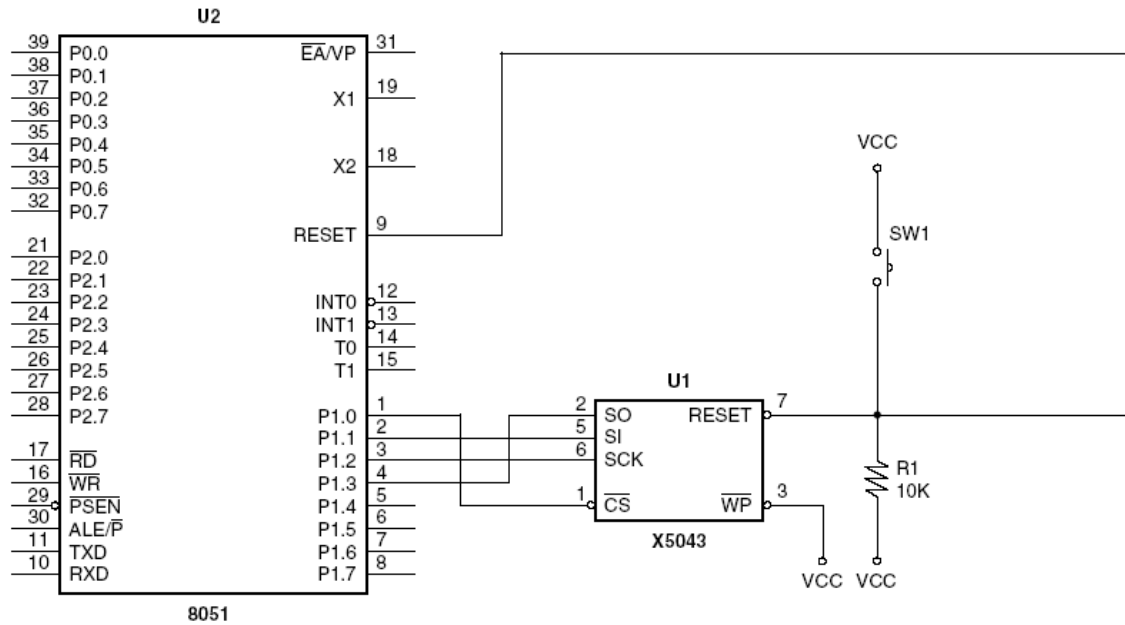 U2
39 P0.0
38 P0.1
37 P0.2
36 P0.3
35 P0.4
34 P0.5
33 P0.6
32 P0.7
21 P2.0
22 P2.1
23 P2.2
24 P2.3
25 P2.4
26 P2.5
27 P2.6
28 P2.7
17 RD
16 WR
29 PSEN
30 ALE/P
11 TXD
10 RXD
EA/VP 31
X1 19
X2 18
RESET 9
INT0 12
INT1 13
T0 14
T1 15
P1.0 1
P1.1 2
P1.2 3
P1.3 4
P1.4 5
P1.5 6
P1.6 7
P1.7 8
8051
U1
2 SO
5 SI
6 SCK
1 CS
RESET 7
WP 3
X5043
VCC
SW1
R1
10K
VCC
VCC